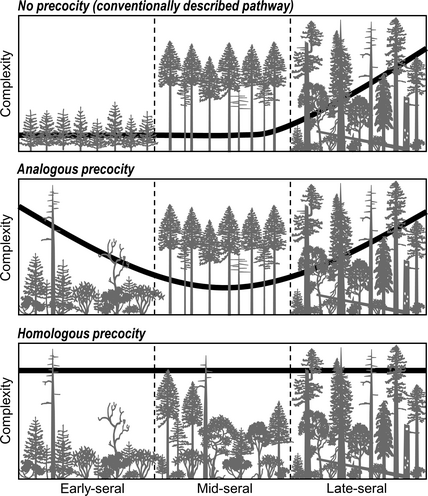 No precocity (conventionally described pathway)
Complexity
Analogous precocity
Complexity
Homologous precocity
Complexity
Early-seral Mid-seral Late-seral